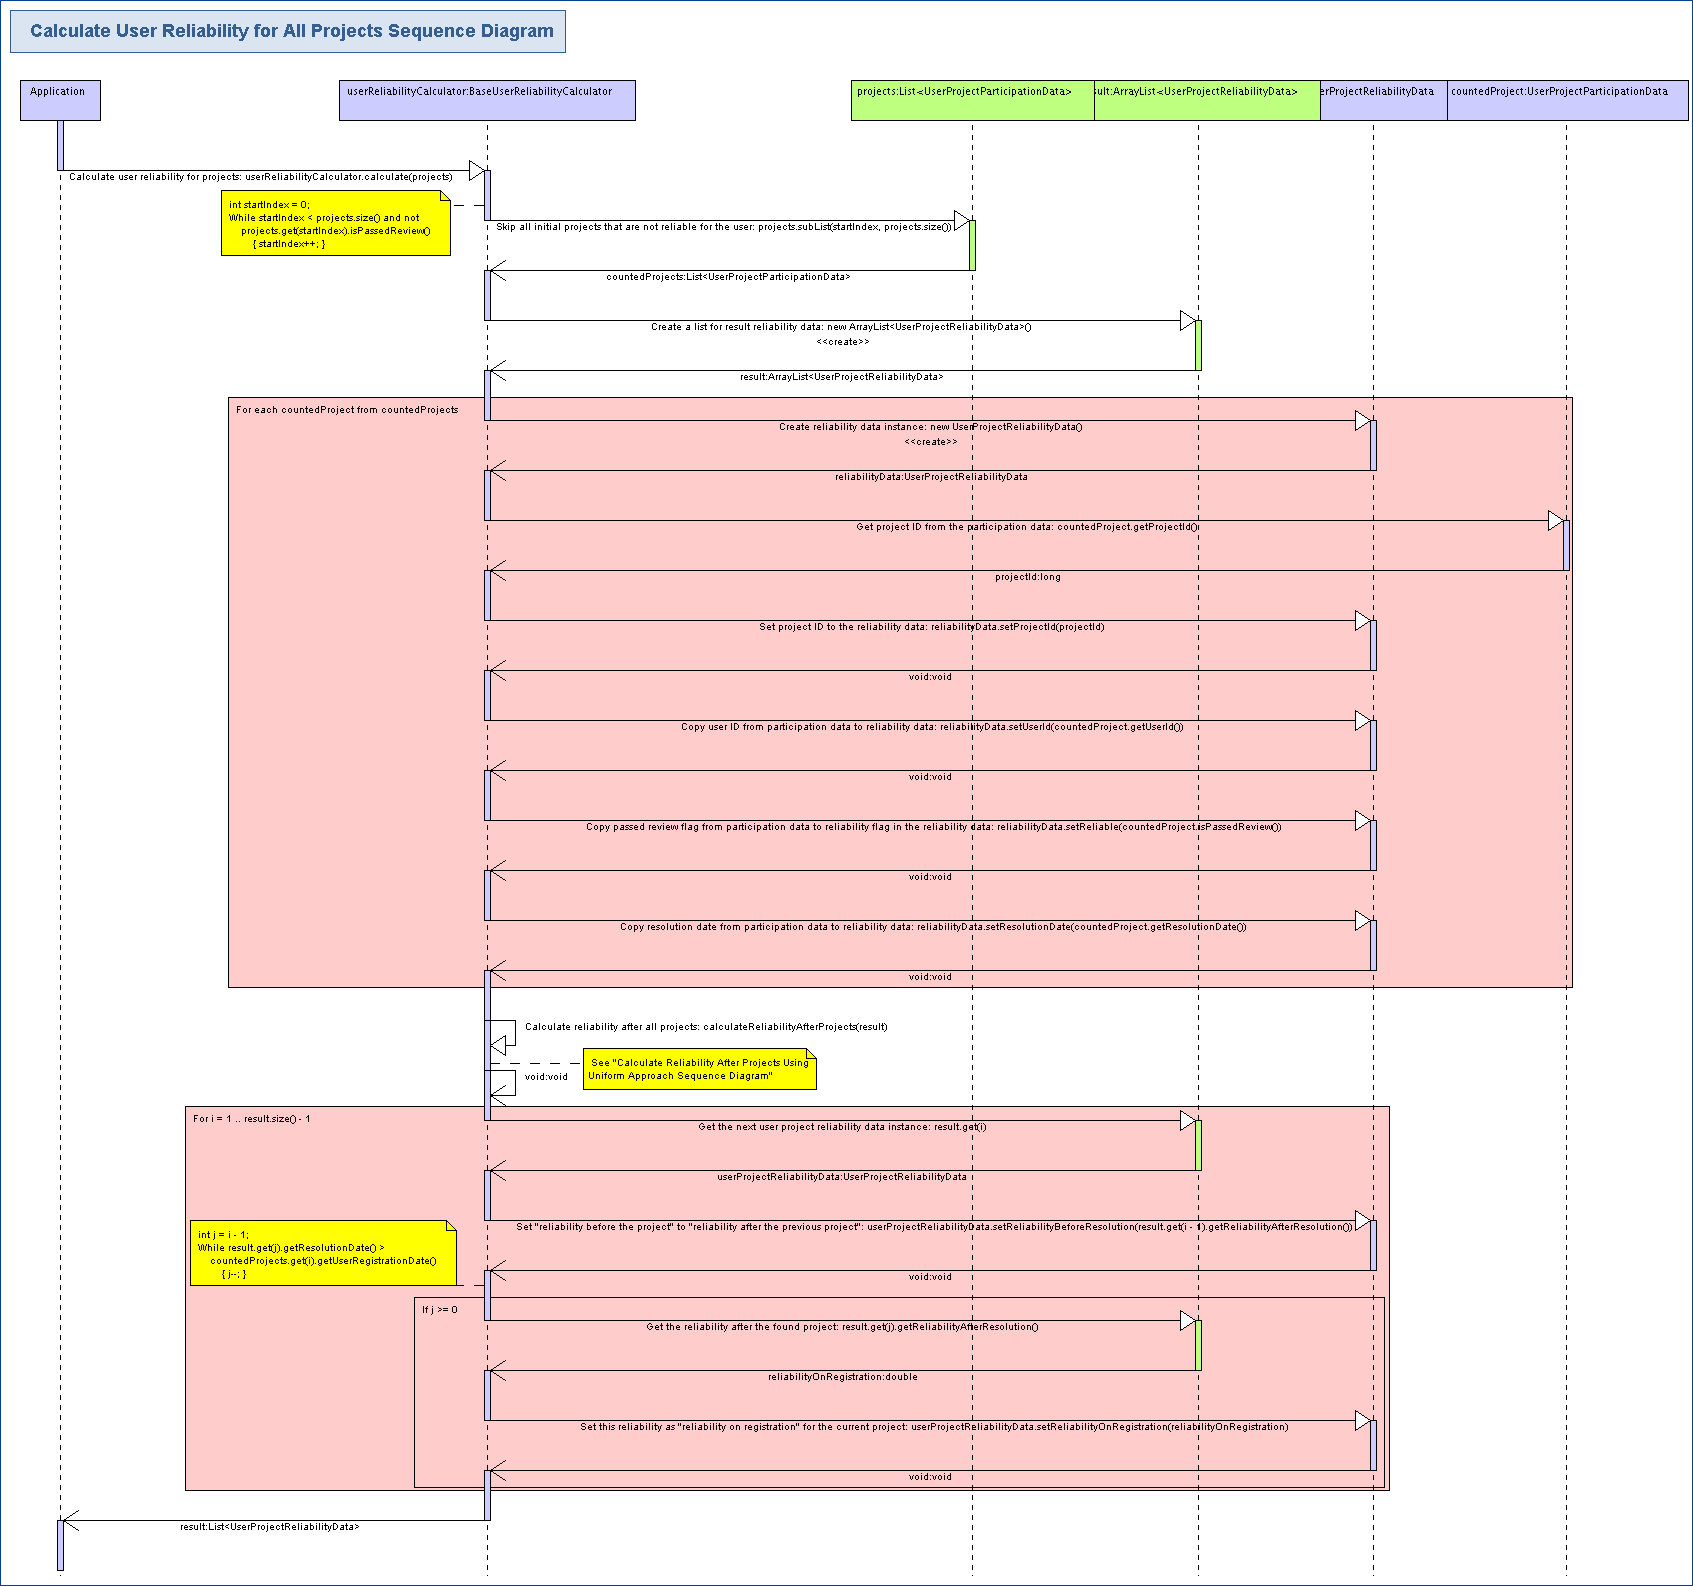 Calculate User Reliability for All Projects Sequence Diagram
Application
userReliabilityCalculator:BaseUserReliabilityCalculator
projects:List<UserProjectParticipationData>
sult:ArrayList<UserProjectReliabilityData>
erProjectReliabilityData
countedProject:UserProjectParticipationData
Calculate user reliability for projects: userReliabilityCalculator.calculate(projects)
int startIndex = 0;
While startIndex < projects.size() and not
projects.get(startIndex).isPassedReview()
{ startIndex++; }
Skip all initial projects that are not reliable for the user: projects.subList(startIndex, projects.size())
countedProjects:List<UserProjectParticipationData>
Create a list for result reliability data: new ArrayList<UserProjectReliabilityData>()
<<create>>
result:ArrayList<UserProjectReliabilityData>
For each countedProject from countedProjects
Create reliability data instance: new UserProjectReliabilityData()
<<create>>
reliabilityData:UserProjectReliabilityData
Get project ID from the participation data: countedProject.getProjectId()
projectId:long
Set project ID to the reliability data: reliabilityData.setProjectId(projectId)
void:void
Copy user ID from participation data to reliability data: reliabilityData.setUserId(countedProject.getUserId())
void:void
Copy passed review flag from participation data to reliability flag in the reliability data: reliabilityData.setReliable(countedProject.isPassedReview())
void:void
Copy resolution date from participation data to reliability data: reliabilityData.setResolutionDate(countedProject.getResolutionDate())
void:void
Calculate reliability after all projects: calculateReliabilityAfterProjects(result)
See "Calculate Reliability After Projects Using
Uniform Approach Sequence Diagram"
void:void
For i = 1 .. result.size() - 1
Get the next user project reliability data instance: result.get(i)
userProjectReliabilityData:UserProjectReliabilityData
Set "reliability before the project" to "reliability after the previous project": userProjectReliabilityData.setReliabilityBeforeResolution(result.get(i - 1).getReliabilityAfterResolution())
int j = i - 1;
While result.get(j).getResolutionDate() >
countedProjects.get(i).getUserRegistrationDate()
{ j--; }
void:void
If j >= 0
Get the reliability after the found project: result.get(j).getReliabilityAfterResolution()
reliabilityOnRegistration:double
Set this reliability as "reliability on registration" for the current project: userProjectReliabilityData.setReliabilityOnRegistration(reliabilityOnRegistration)
void:void
result:List<UserProjectReliabilityData>